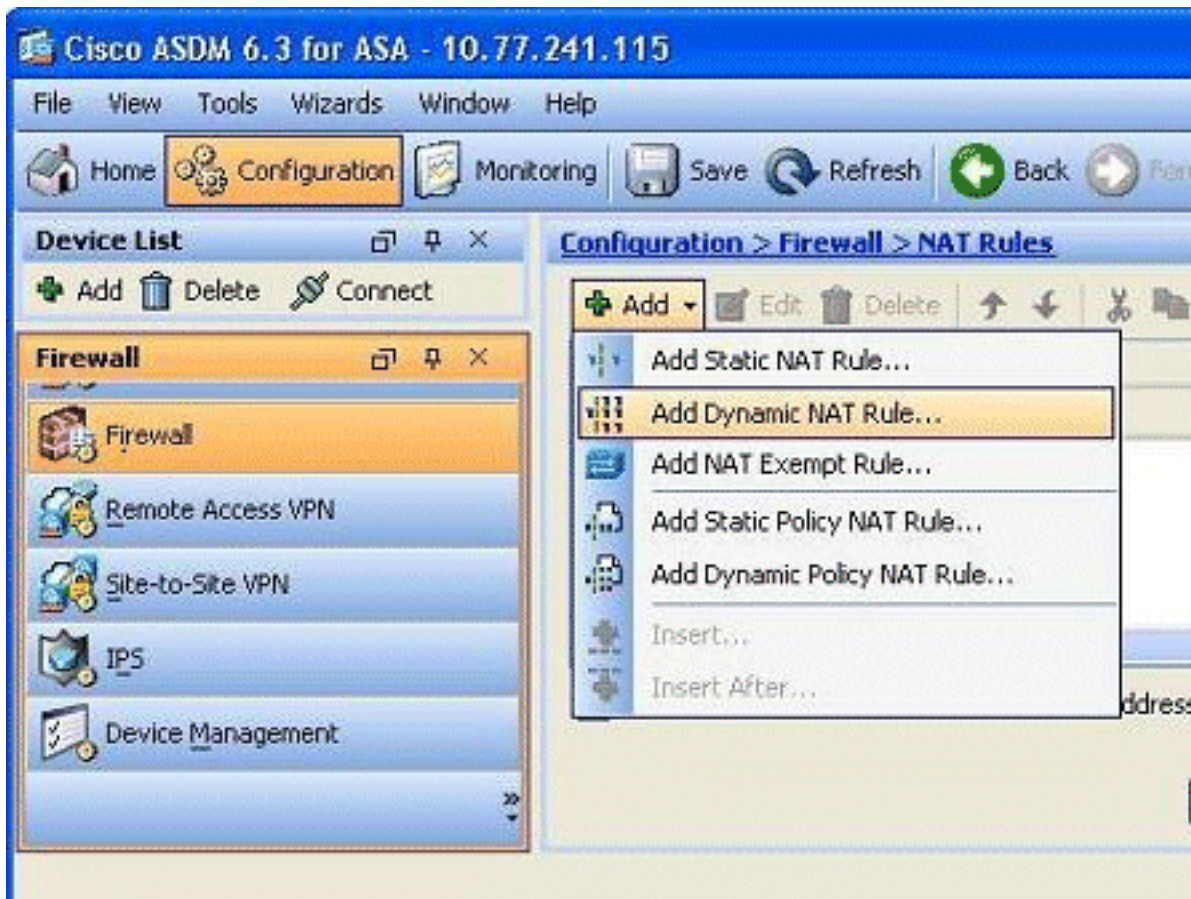 Cisco ASDM 6.3 for ASA - 10.77.241.115
File View Tools Wizards Window Help
Home Configuration Monitoring Save Refresh Back
Device List
Add Delete Connect
Configuration > Firewall > NAT Rules
Add Edit Delete
Firewall
Firewall
Remote Access VPN
Site-to-Site VPN
IPS
Device Management
Add Static NAT Rule...
Add Dynamic NAT Rule...
Add NAT Exempt Rule...
Add Static Policy NAT Rule...
Add Dynamic Policy NAT Rule...
Insert...
Insert After...
ddress